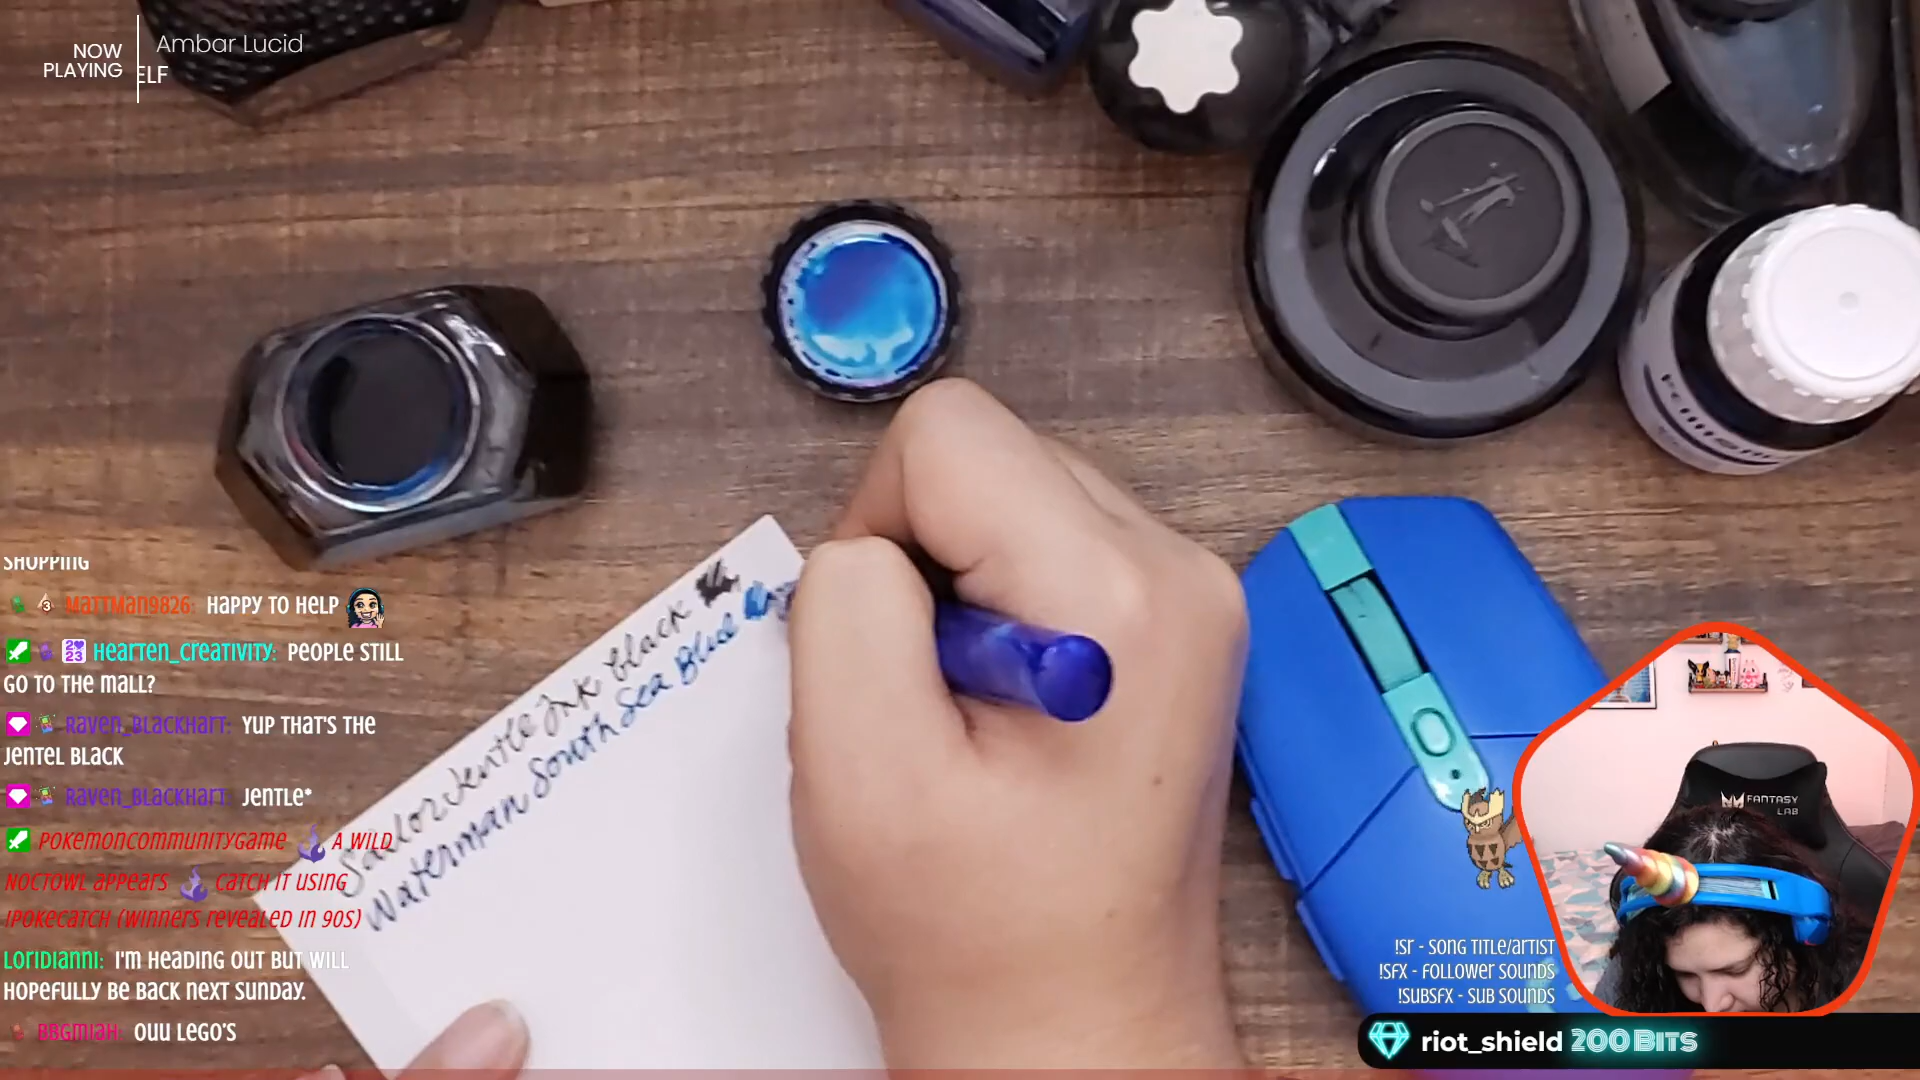 NOW
PLAYING
Ambar Lucid
ELF
SHOPPING
MattMan9826: Happy to help
Hearten_Creativity: People still
go to the mall?
Raven_Blackhart: Yup that's the
Jentel Black
Raven_Blackhart: Jentle*
PokemonCommunityGame A wild
Noctowl appears Catch it using
!pokecatch (winners revealed in 90s)
Loridianni: I'm heading out but will
hopefully be back next Sunday.
bbgmiah: Ouu Lego's
Sailor Jentle Ink black
Waterman South Sea Blue
FANTASY
LAB
!sr - Song Title/Artist
!sfx - Follower Sounds
!subsfx - Sub Sounds
riot_shield 200 Bits